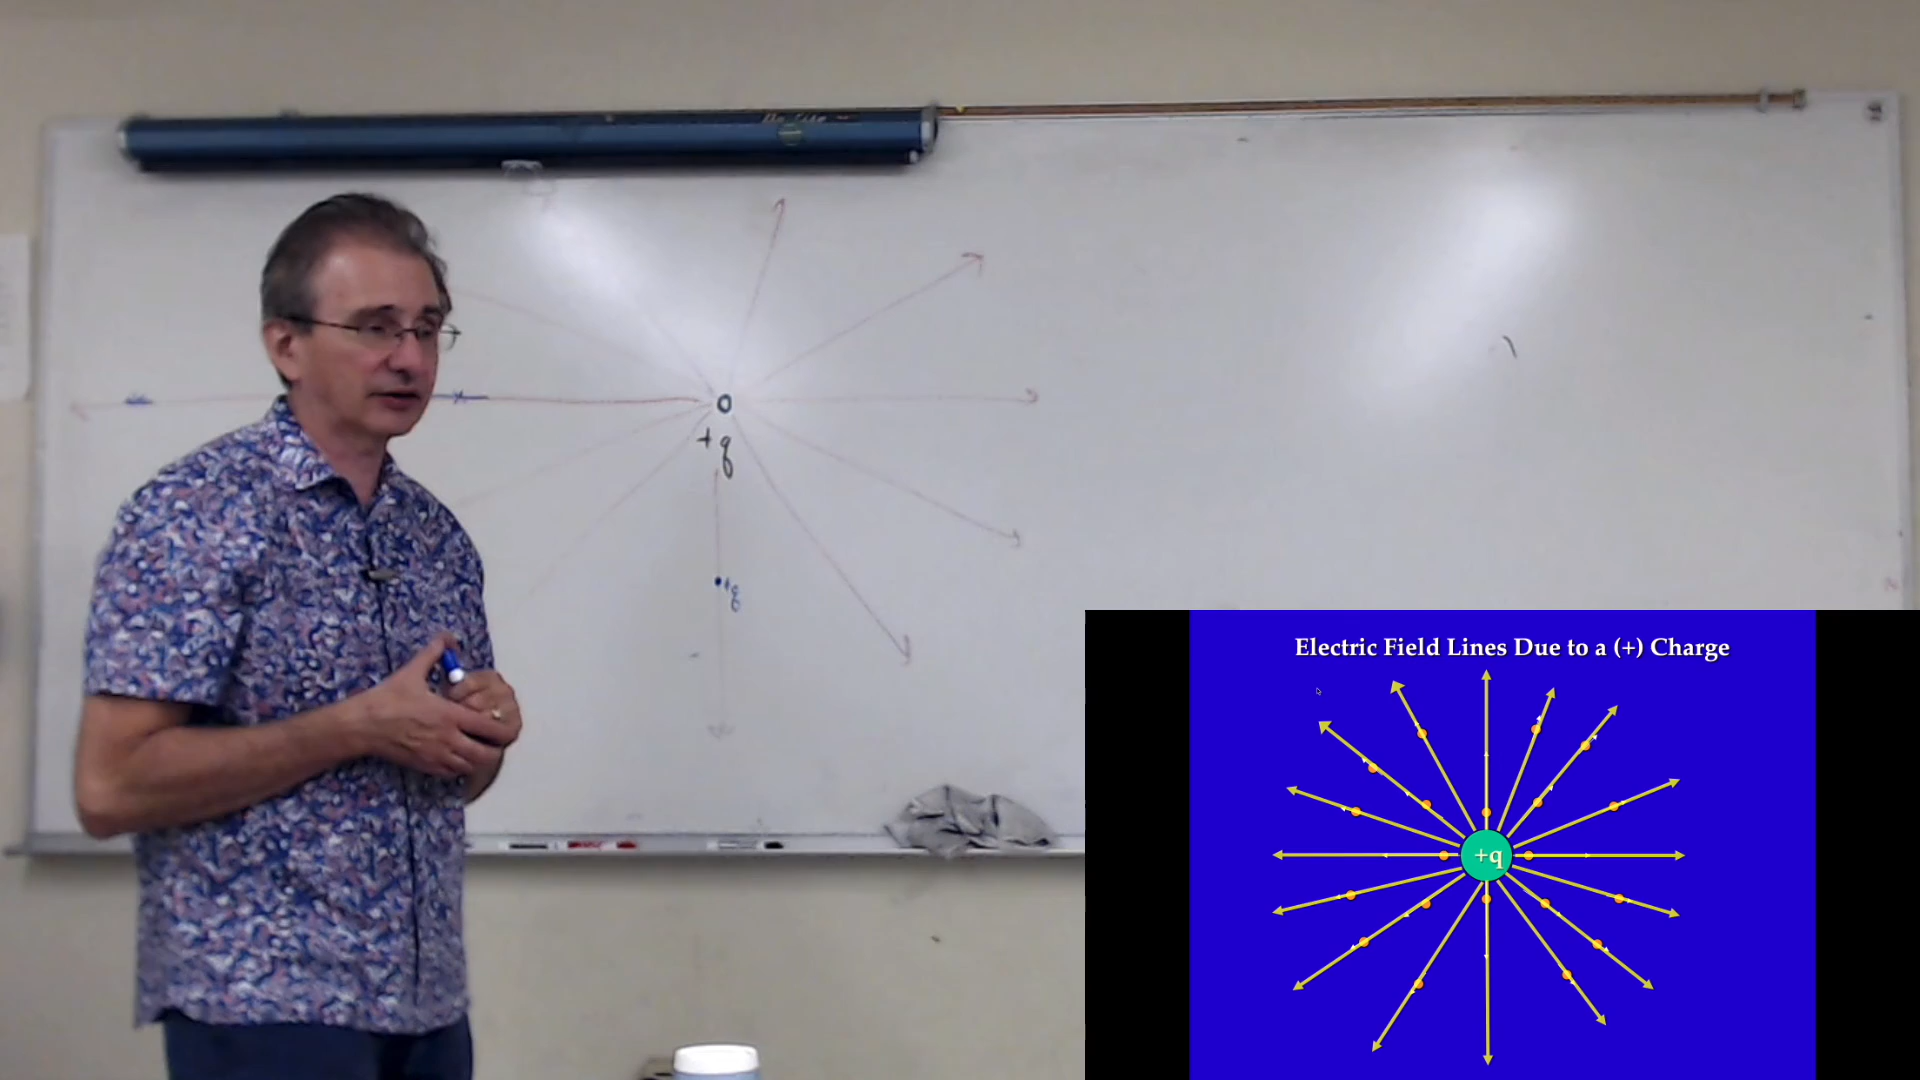 +q
+q
Electric Field Lines Due to a (+) Charge
+q